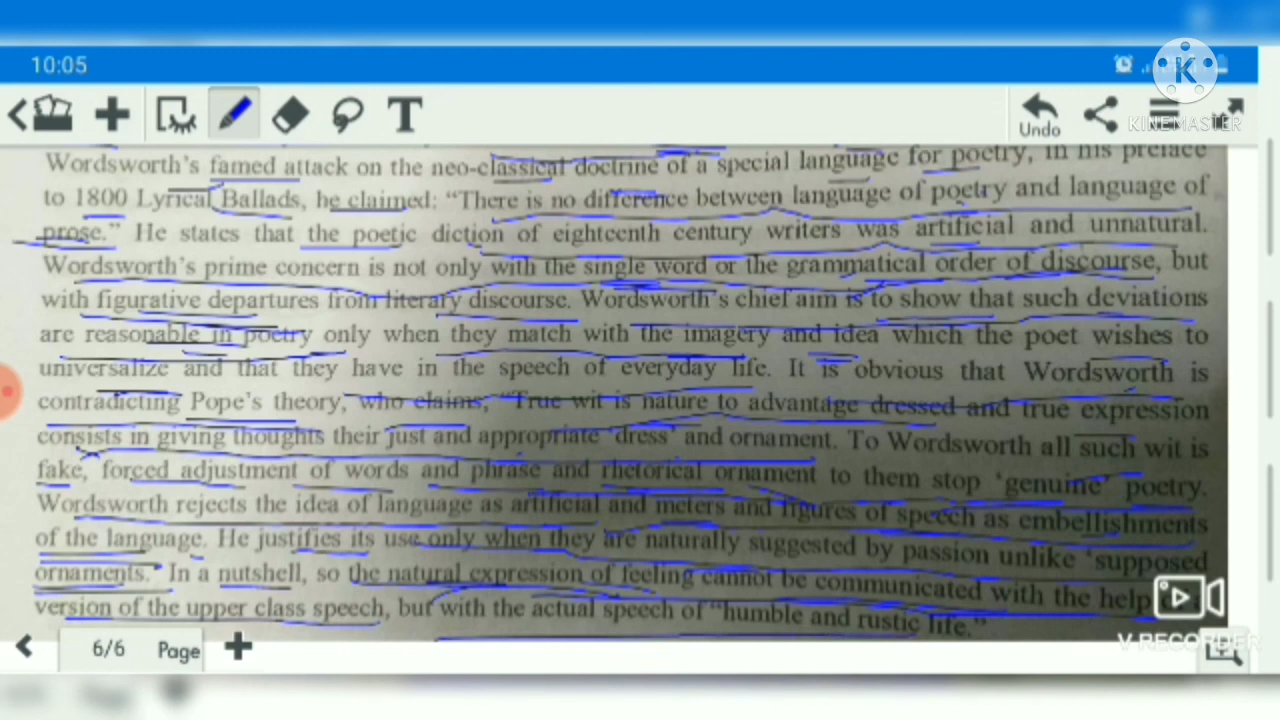 10:05
KINEMASTER
Undo
Wordsworth's famed attack on the neo-classical doctrine of a special language for poetry, in his preface
to 1800 Lyrical Ballads, he claimed: "There is no difference between language of poetry and language of
prose." He states that the poetic diction of eighteenth century writers was artificial and unnatural.
Wordsworth's prime concern is not only with the single word or the grammatical order of discourse, but
with figurative departures from literary discourse. Wordsworth's chief aim is to show that such deviations
are reasonable in poetry only when they match with the imagery and idea which the poet wishes to
universalize and that they have in the speech of everyday life. It is obvious that Wordsworth is
contradicting Pope's theory, who claims, "True wit is nature to advantage dressed and true expression
consists in giving thoughts their just and appropriate 'dress' and ornament. To Wordsworth all such wit is
fake, forced adjustment of words and phrase and rhetorical ornament to them stop 'genuine' poetry.
Wordsworth rejects the idea of language as artificial and meters and figures of speech as embellishments
of the language. He justifies its use only when they are naturally suggested by passion unlike 'supposed
ornaments.' In a nutshell, so the natural expression of feeling cannot be communicated with the help
version of the upper class speech, but with the actual speech of "humble and rustic life."
V RECORDER
6/6 Page